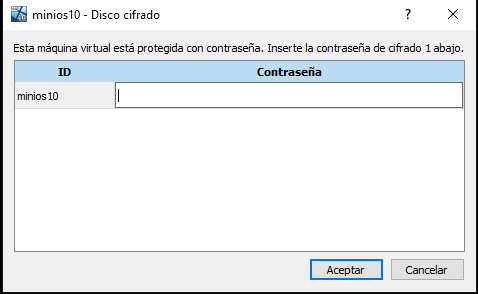 minios10 - Disco cifrado
?
Esta máquina virtual está protegida con contraseña. Inserte la contraseña de cifrado 1 abajo.
ID Contraseña
minios10
Aceptar Cancelar